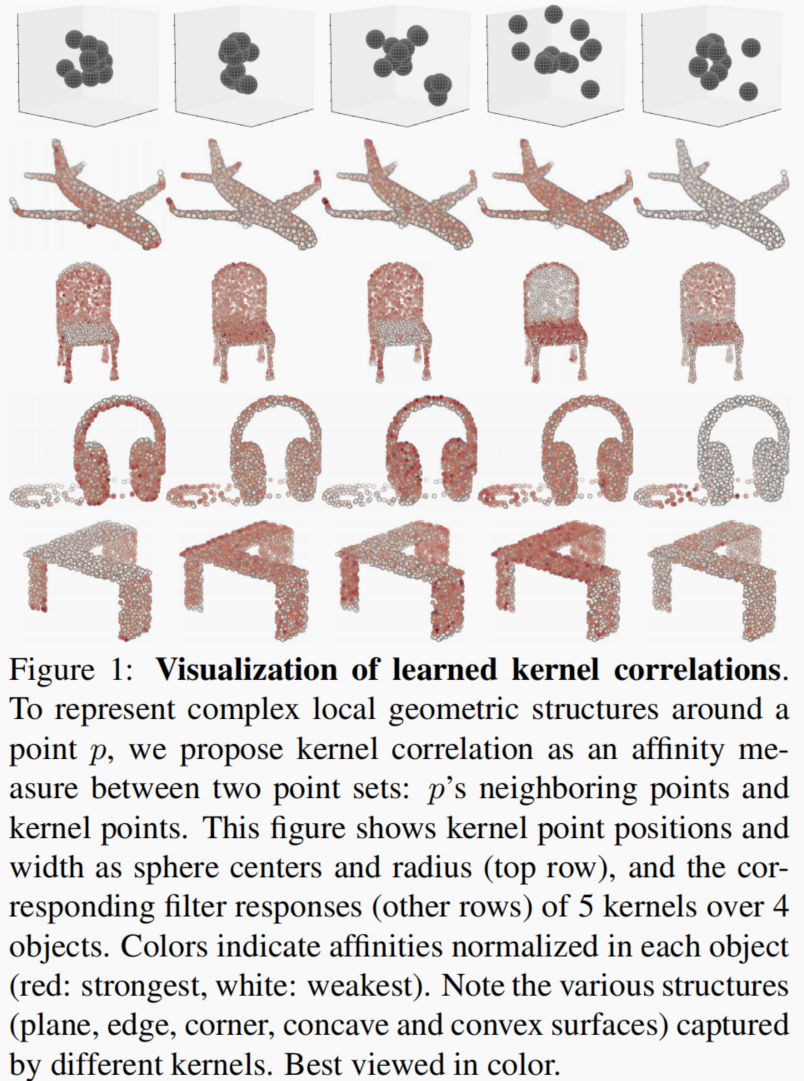 Figure 1: Visualization of learned kernel correlations.
To represent complex local geometric structures around a
point p, we propose kernel correlation as an affinity me-
asure between two point sets: p's neighboring points and
kernel points. This figure shows kernel point positions and
width as sphere centers and radius (top row), and the cor-
responding filter responses (other rows) of 5 kernels over 4
objects. Colors indicate affinities normalized in each object
(red: strongest, white: weakest). Note the various structures
(plane, edge, corner, concave and convex surfaces) captured
by different kernels. Best viewed in color.